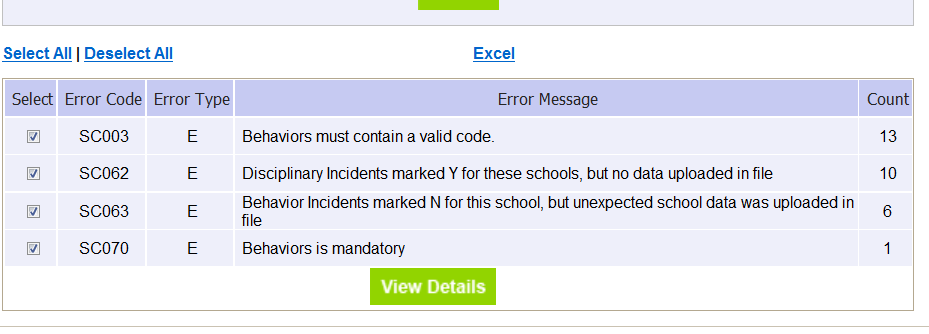 Select All | Deselect All Excel
Select Error Code Error Type Error Message Count
SC003 E Behaviors must contain a valid code. 13
SC062 E Disciplinary Incidents marked Y for these schools, but no data uploaded in file 10
SC063 E Behavior Incidents marked N for this school, but unexpected school data was uploaded in
file 6
SC070 E Behaviors is mandatory 1
View Details